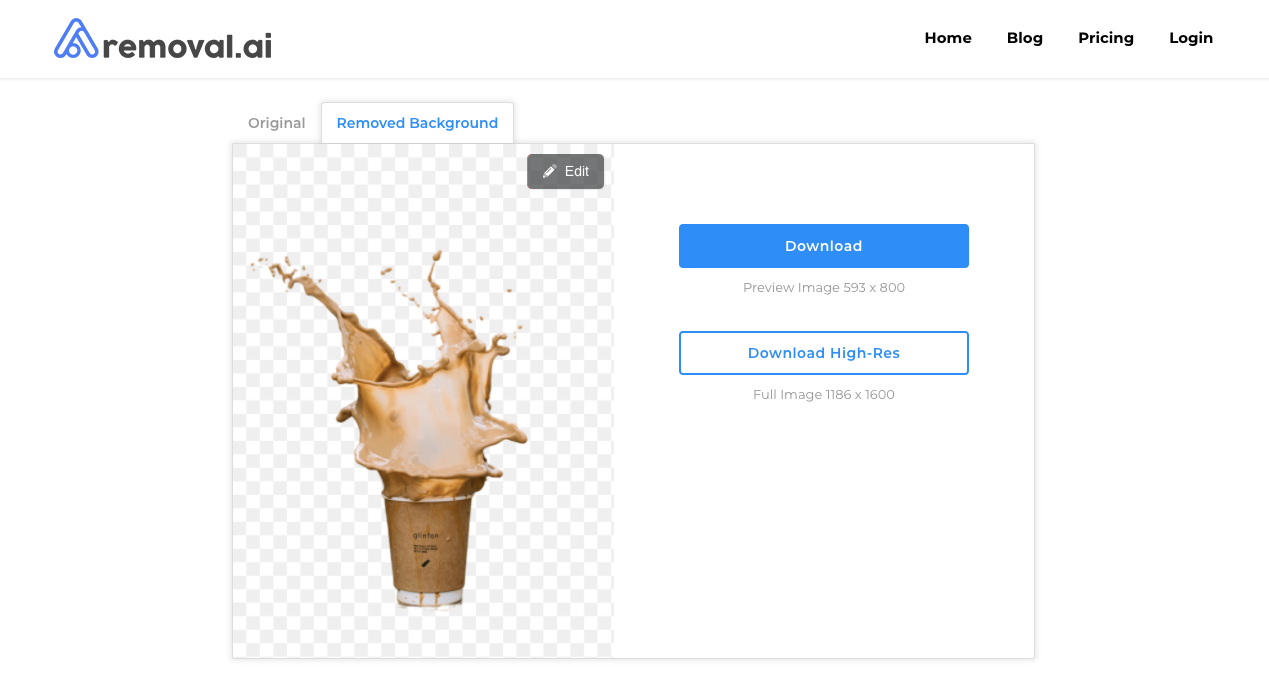 removal.ai
Home Blog Pricing Login
Original Removed Background
Edit
Download
Preview Image 593 x 800
Download High-Res
Full Image 1186 x 1600